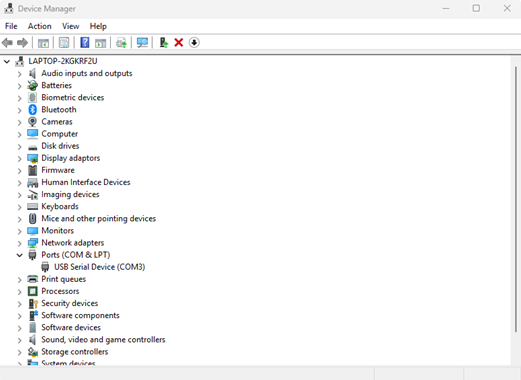 Device Manager
File Action View Help
LAPTOP-2KGKRF2U
Audio inputs and outputs
Batteries
Biometric devices
Bluetooth
Cameras
Computer
Disk drives
Display adaptors
Firmware
Human Interface Devices
Imaging devices
Keyboards
Mice and other pointing devices
Monitors
Network adapters
Ports (COM & LPT)
USB Serial Device (COM3)
Print queues
Processors
Security devices
Software components
Software devices
Sound, video and game controllers
Storage controllers
System devices